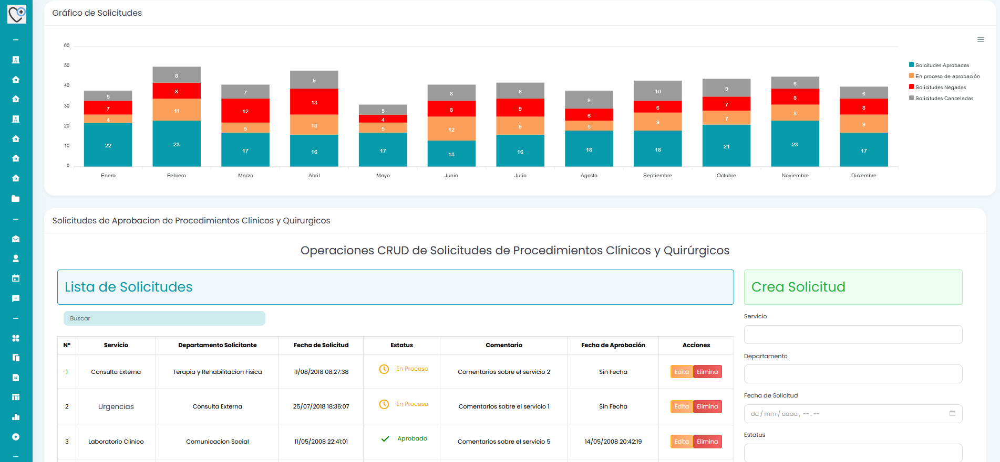 Gráfico de Solicitudes
60
50
40
30
20
10
0
5
7
4
22
8
8
11
23
7
12
5
17
9
13
10
16
5
4
5
17
8
8
12
13
8
9
9
16
9
6
5
18
10
6
9
18
9
7
7
21
6
8
8
23
6
8
9
17
Enero Febrero Marzo Abril Mayo Junio Julio Agosto Septiembre Octubre Noviembre Diciembre
Solcitudes Aprobadas
En proceso de aprobación
Solicitudes Negadas
Solicitudes Canceladas
Solicitudes de Aprobacion de Procedimientos Clinicos y Quirurgicos
Operaciones CRUD de Solicitudes de Procedimientos Clínicos y Quirúrgicos
Lista de Solicitudes
Buscar
N° Servicio Departamento Solicitante Fecha de Solicitud Estatus Comentario Fecha de Aprobación Acciones
1 Consulta Externa Terapia y Rehabilitacion Fisica 11/08/2018 08:27:38 En Proceso Comentarios sobre el servicio 2 Sin Fecha Edita Elimina
2 Urgencias Consulta Externa 25/07/2018 18:36:07 En Proceso Comentarios sobre el servicio 1 Sin Fecha Edita Elimina
3 Laboratorio Clínico Comunicacion Social 11/05/2008 22:41:01 Aprobado Comentarios sobre el servicio 5 14/05/2008 20:42:19 Edita Elimina
Crea Solicitud
Servicio
Departamento
Fecha de Solicitud
dd/mm/aaaa, --:--
Estatus